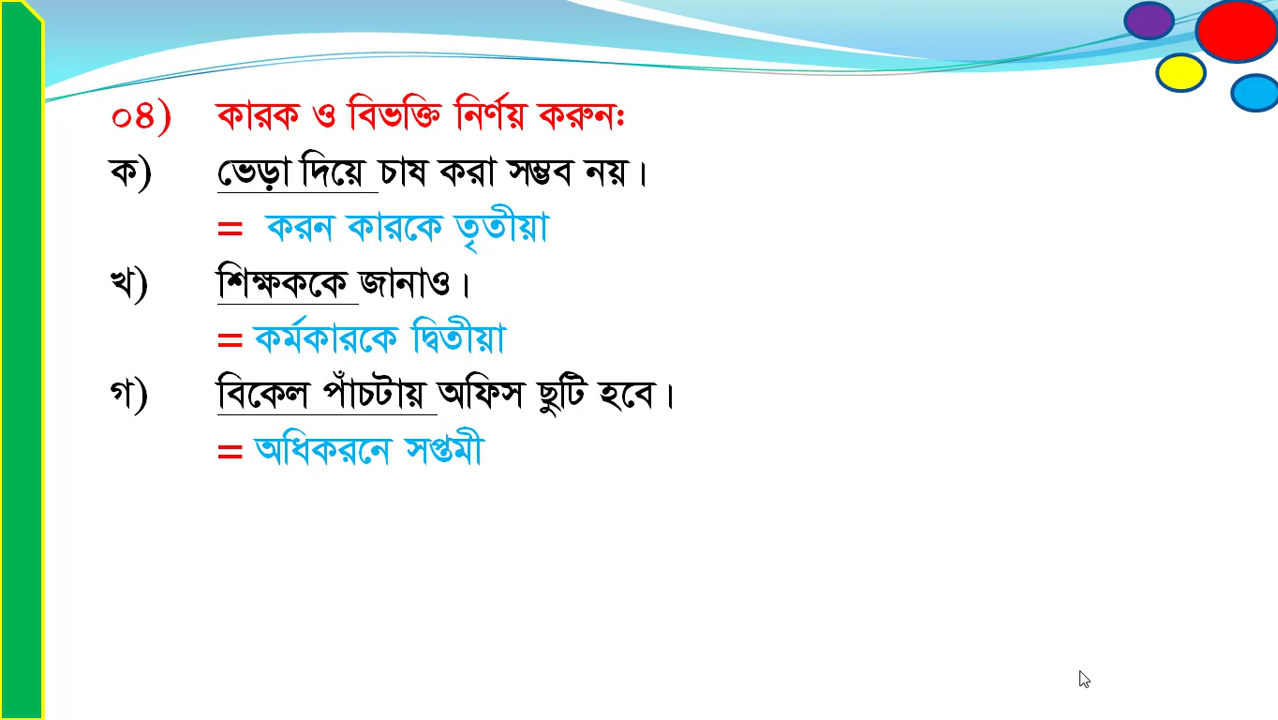 ০৪) কারক ও বিভক্তি নির্ণয় করুন:
ক) ভেড়া দিয়ে চাষ করা সম্ভব নয়।
= করন কারকে তৃতীয়া
খ) শিক্ষককে জানাও।
= কর্মকারকে দ্বিতীয়া
গ) বিকেল পাঁচটায় অফিস ছুটি হবে।
= অধিকরনে সপ্তমী